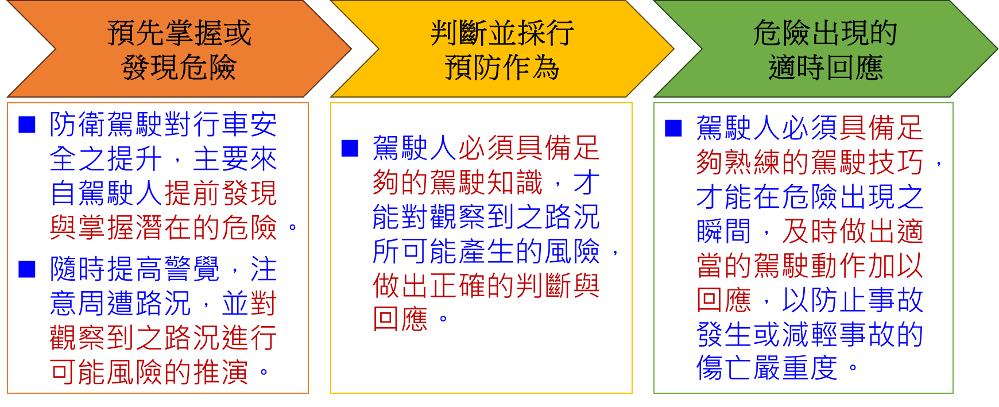 預先掌握或
發現危險
■ 防衛駕駛對行車安
全之提升，主要來
自駕駛人提前發現
與掌握潛在的危險。
■ 隨時提高警覺，注
意周遭路況，並對
觀察到之路況進行
可能風險的推演。
判斷並採行
預防作為
■ 駕駛人必須具備足
夠的駕駛知識，才
能對觀察到之路況
所可能產生的風險，
做出正確的判斷與
回應。
危險出現的
適時回應
■ 駕駛人必須具備足
夠熟練的駕駛技巧，
才能在危險出現之
瞬間，及時做出適
當的駕駛動作加以
回應，以防止事故
發生或減輕事故的
傷亡嚴重度。